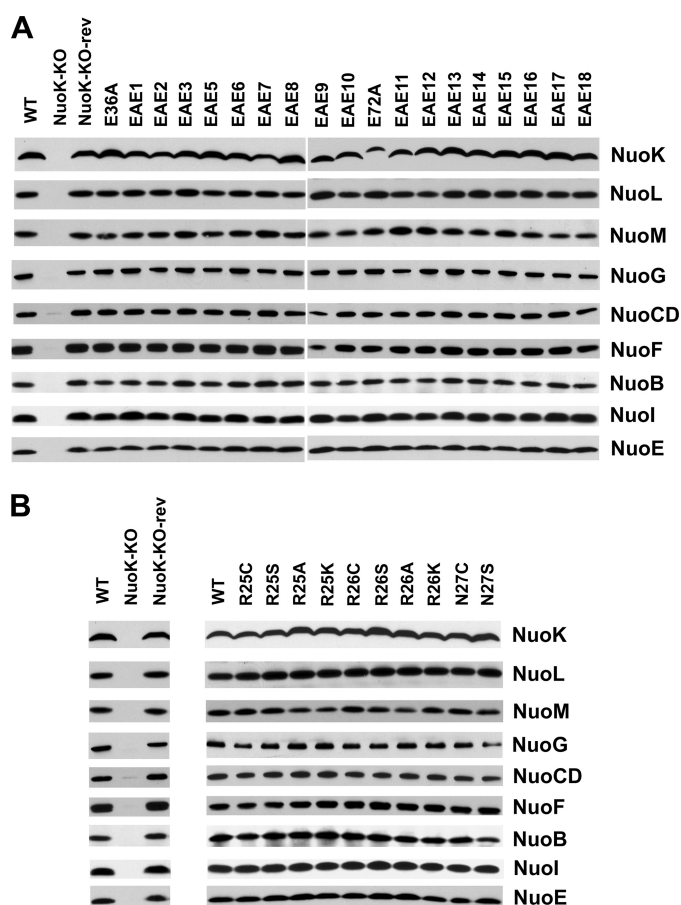 A
WT NuoK-KO NuoK-KO-rev E36A EAE1 EAE2 EAE3 EAE5 EAE6 EAE7 EAE8 EAE9 EAE10 E72A EAE11 EAE12 EAE13 EAE14 EAE15 EAE16 EAE17 EAE18
NuoK
NuoL
NuoM
NuoG
NuoCD
NuoF
NuoB
NuoI
NuoE
B
WT NuoK-KO NuoK-KO-rev WT R25C R25S R25A R25K R26C R26S R26A R26K N27C N27S
NuoK
NuoL
NuoM
NuoG
NuoCD
NuoF
NuoB
NuoI
NuoE